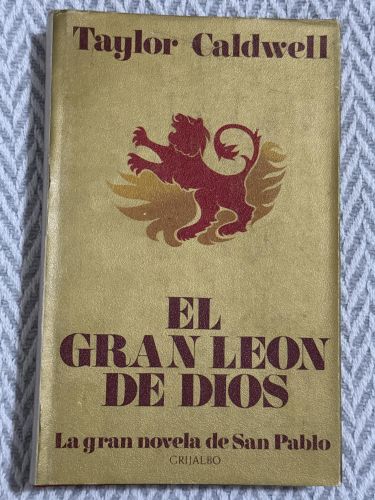 Taylor Caldwell
EL
GRAN LEON
DE DIOS
La gran novela de San Pablo
GRIJALBO